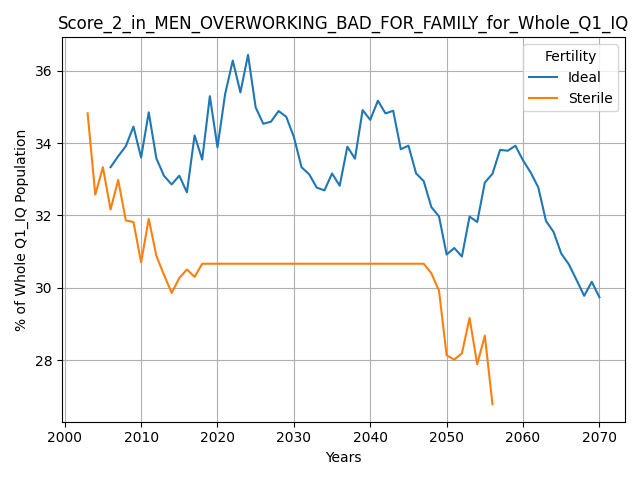 Score_2_in_MEN_OVERWORKING_BAD_FOR_FAMILY_for_Whole_Q1_IQ
Fertility
Ideal
Sterile
% of Whole Q1_IQ Population
36
34
32
30
28
2000 2010 2020 2030 2040 2050 2060 2070
Years